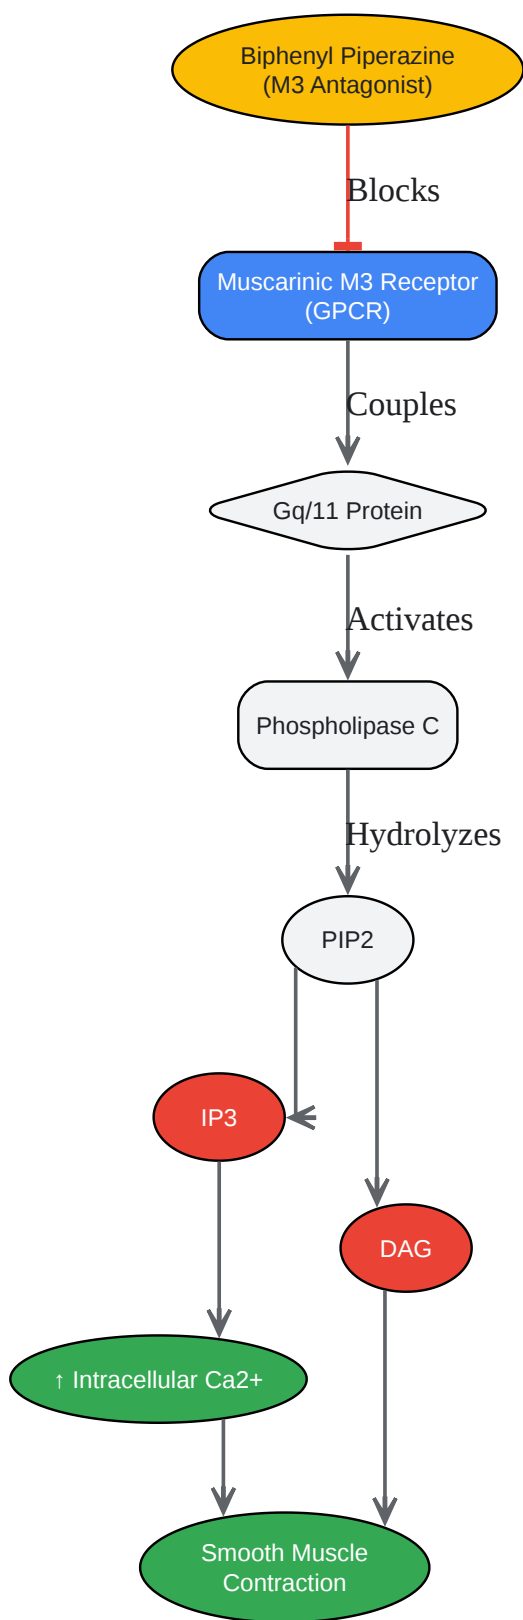 Biphenyl Piperazine
(M3 Antagonist)
Blocks
Muscarinic M3 Receptor
(GPCR)
Couples
Gq/11 Protein
Activates
Phospholipase C
Hydrolyzes
PIP2
IP3
DAG
↑ Intracellular Ca2+
Smooth Muscle
Contraction